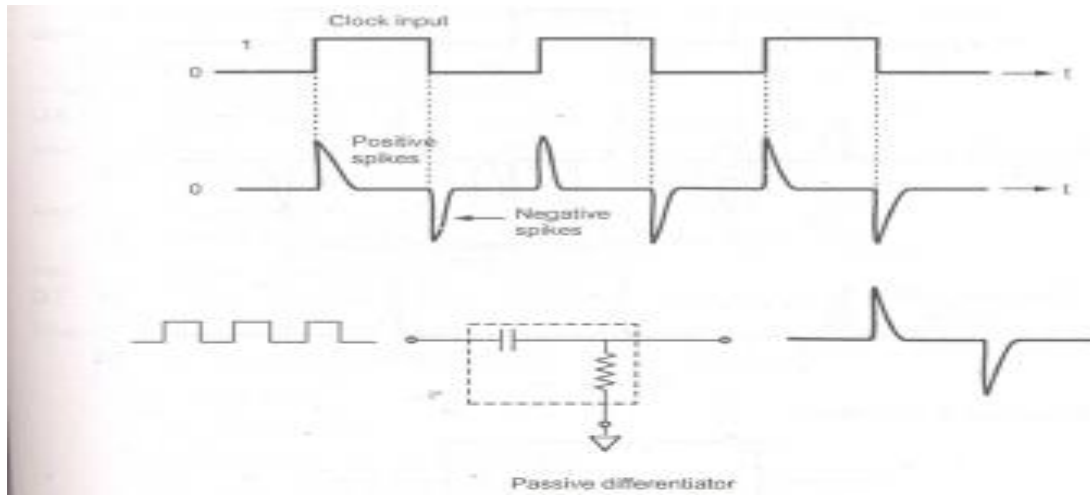 Clock input
1
0
t
Positive
spikes
0
t
Negative
spikes
Passive differentiator